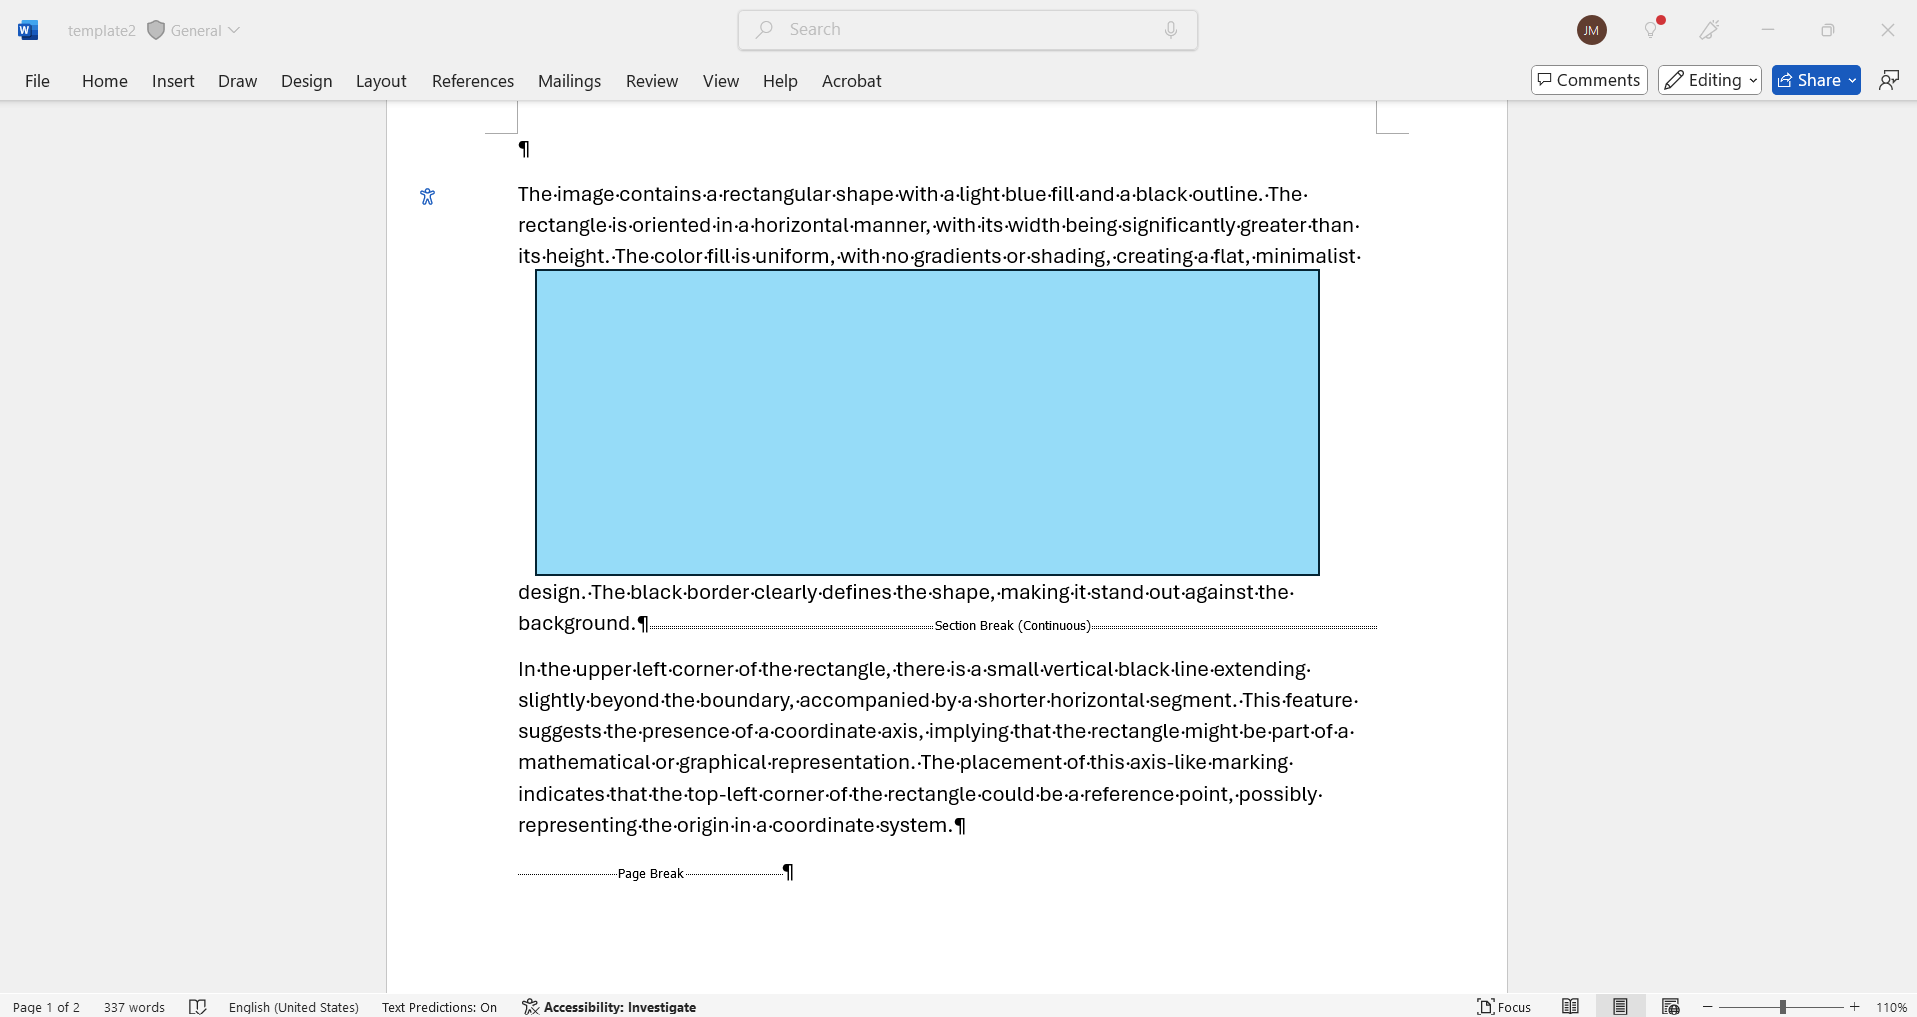 template2 General
Search
JM
File Home Insert Draw Design Layout References Mailings Review View Help Acrobat
Comments Editing Share
¶
The·image·contains·a·rectangular·shape·with·a·light·blue·fill·and·a·black·outline.·The·
rectangle·is·oriented·in·a·horizontal·manner,·with·its·width·being·significantly·greater·than·
its·height.·The·color·fill·is·uniform,·with·no·gradients·or·shading,·creating·a·flat,·minimalist·
design.·The·black·border·clearly·defines·the·shape,·making·it·stand·out·against·the·
background.¶ Section Break (Continuous)
In·the·upper·left·corner·of·the·rectangle,·there·is·a·small·vertical·black·line·extending·
slightly·beyond·the·boundary,·accompanied·by·a·shorter·horizontal·segment.·This·feature·
suggests·the·presence·of·a·coordinate·axis,·implying·that·the·rectangle·might·be·part·of·a·
mathematical·or·graphical·representation.·The·placement·of·this·axis-like·marking·
indicates·that·the·top-left·corner·of·the·rectangle·could·be·a·reference·point,·possibly·
representing·the·origin·in·a·coordinate·system.¶
Page Break ¶
Page 1 of 2 337 words English (United States) Text Predictions: On Accessibility: Investigate Focus 110%